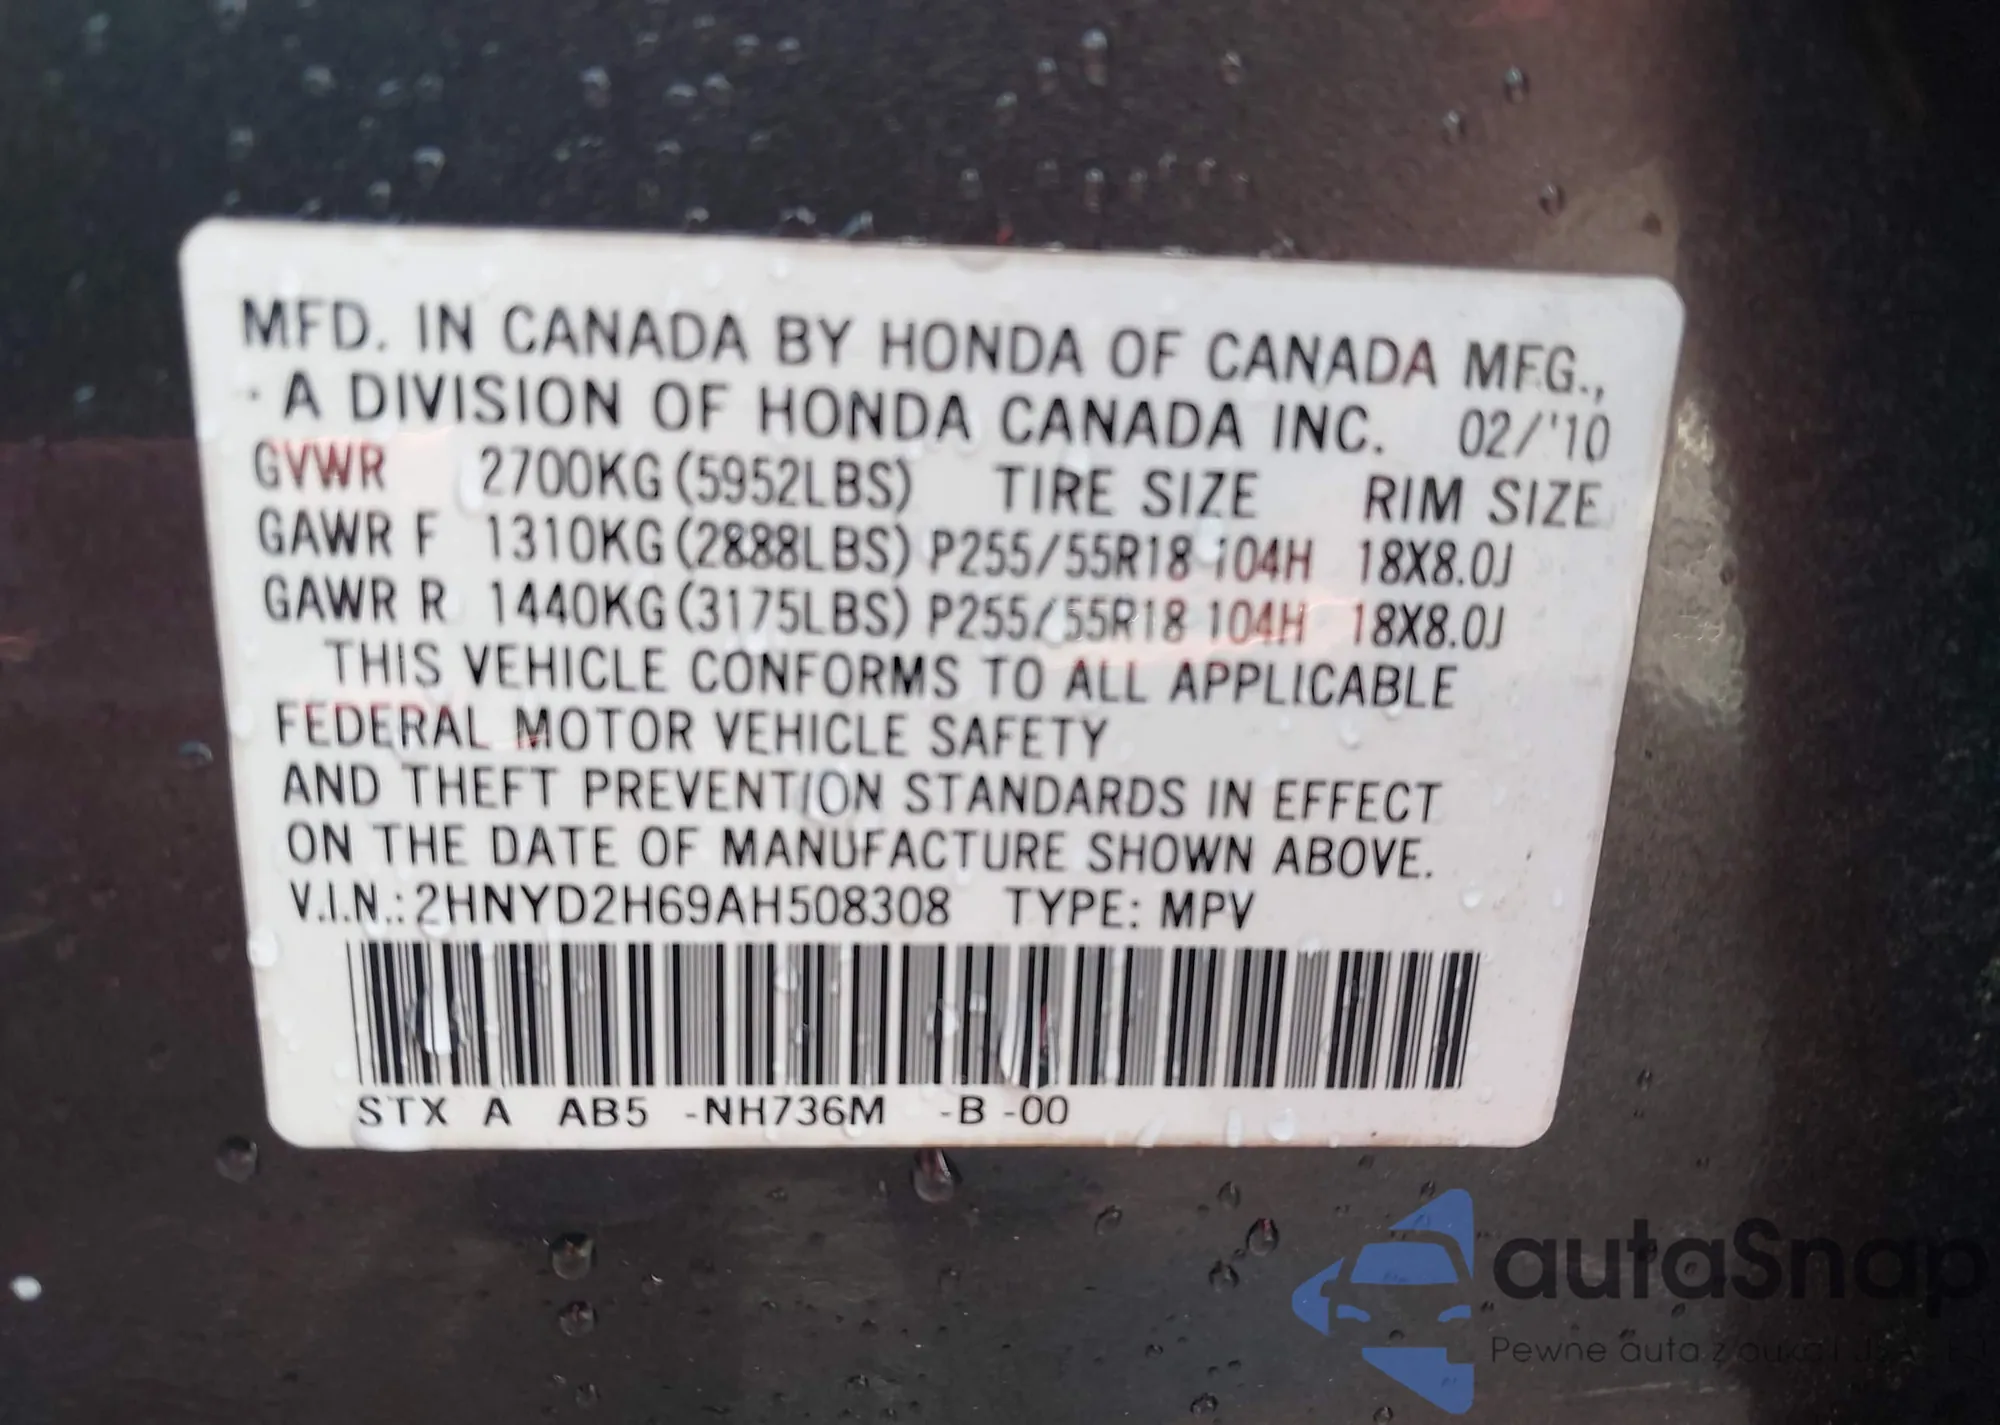 MFD. IN CANADA BY HONDA OF CANADA MFG.,
A DIVISION OF HONDA CANADA INC. 02/'10
GVWR 2700KG (5952LBS) TIRE SIZE RIM SIZE
GAWR F 1310KG (2888LBS) P255/55R18 104H 18X8.0J
GAWR R 1440KG (3175LBS) P255/55R18 104H 18X8.0J
THIS VEHICLE CONFORMS TO ALL APPLICABLE
FEDERAL MOTOR VEHICLE SAFETY
AND THEFT PREVENTION STANDARDS IN EFFECT
ON THE DATE OF MANUFACTURE SHOWN ABOVE.
V.I.N.: 2HNYD2H69AH508308 TYPE: MPV
STX A AB5 -NH736M -B -00
autaSnap
Pewne auta z